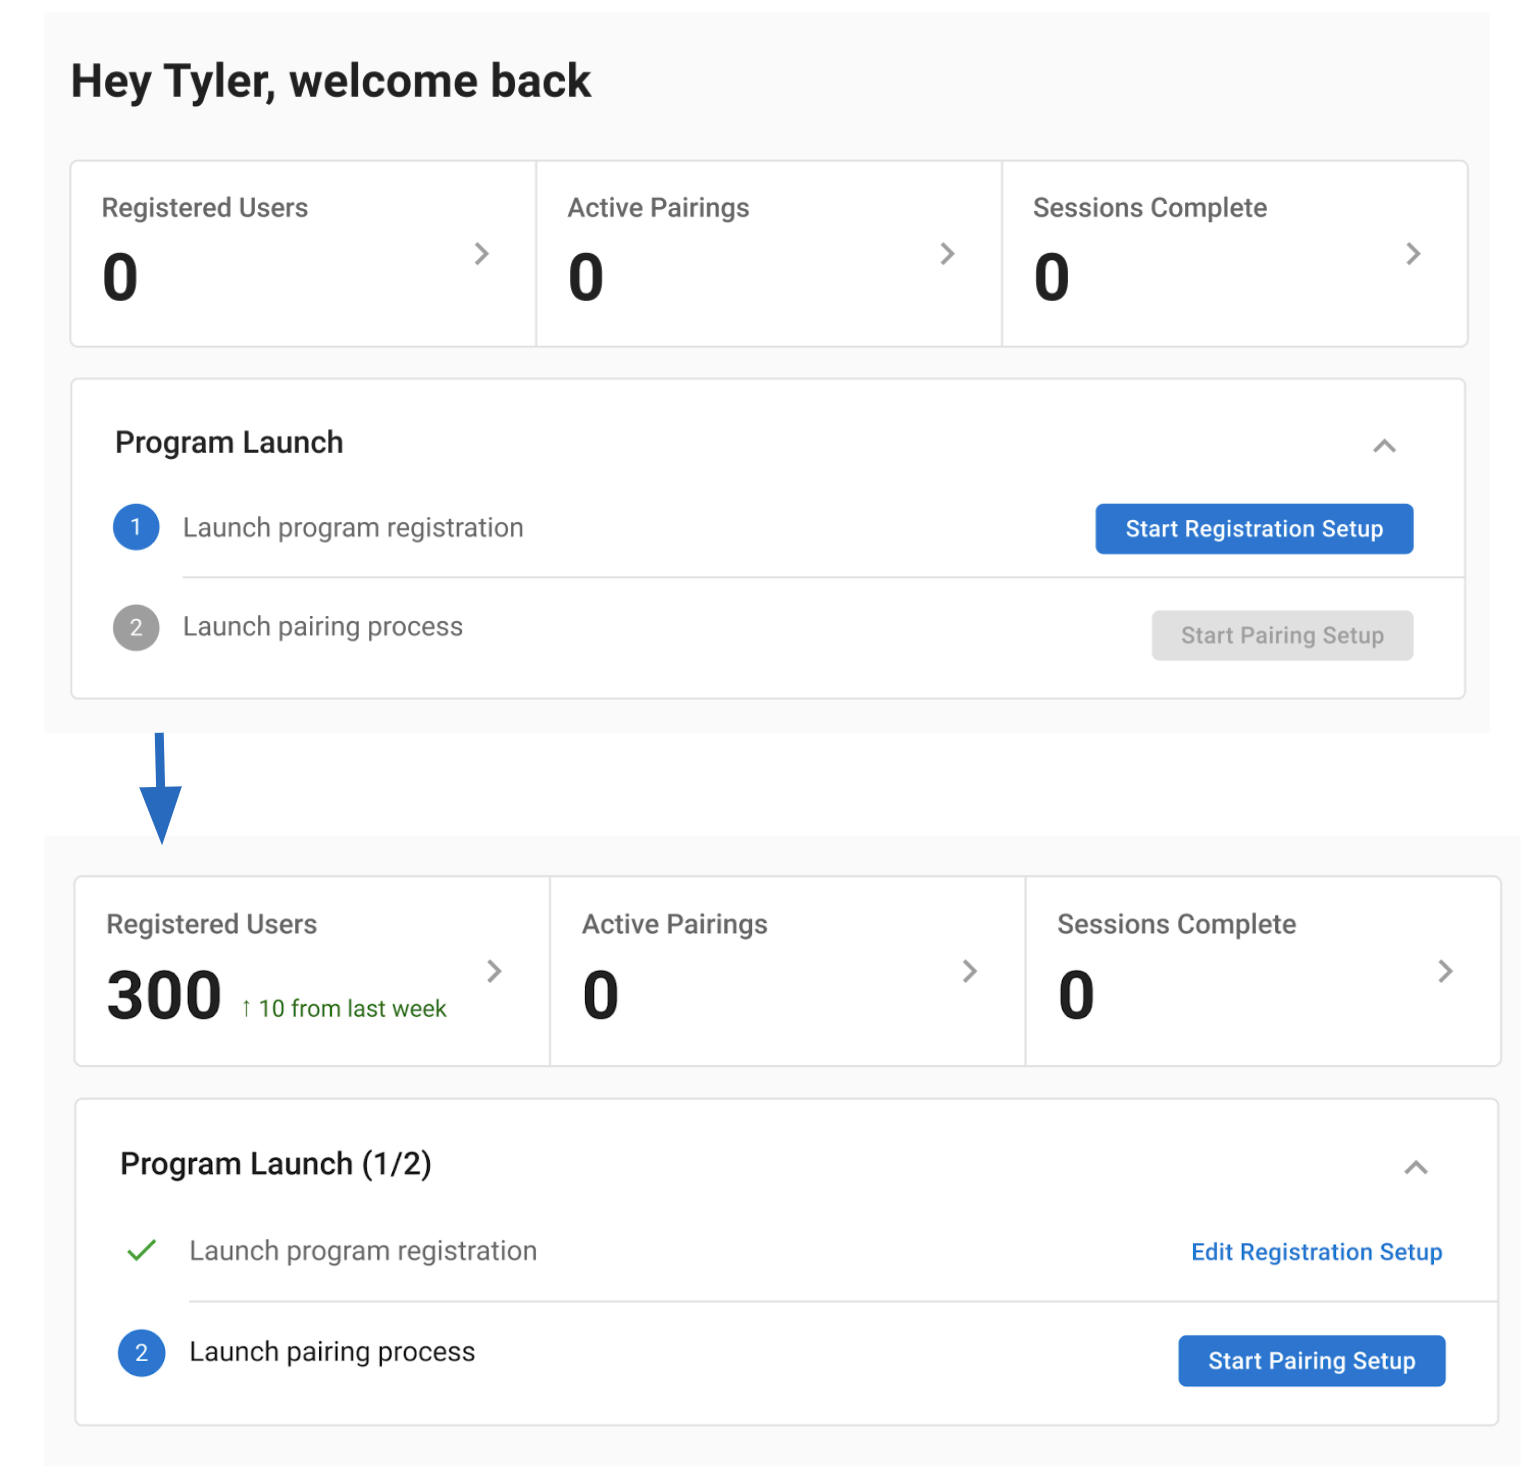 Hey Tyler, welcome back
Registered Users
0
Active Pairings
0
Sessions Complete
0
Program Launch
1 Launch program registration Start Registration Setup
2 Launch pairing process Start Pairing Setup
Registered Users
300 ↑ 10 from last week
Active Pairings
0
Sessions Complete
0
Program Launch (1/2)
Launch program registration Edit Registration Setup
2 Launch pairing process Start Pairing Setup